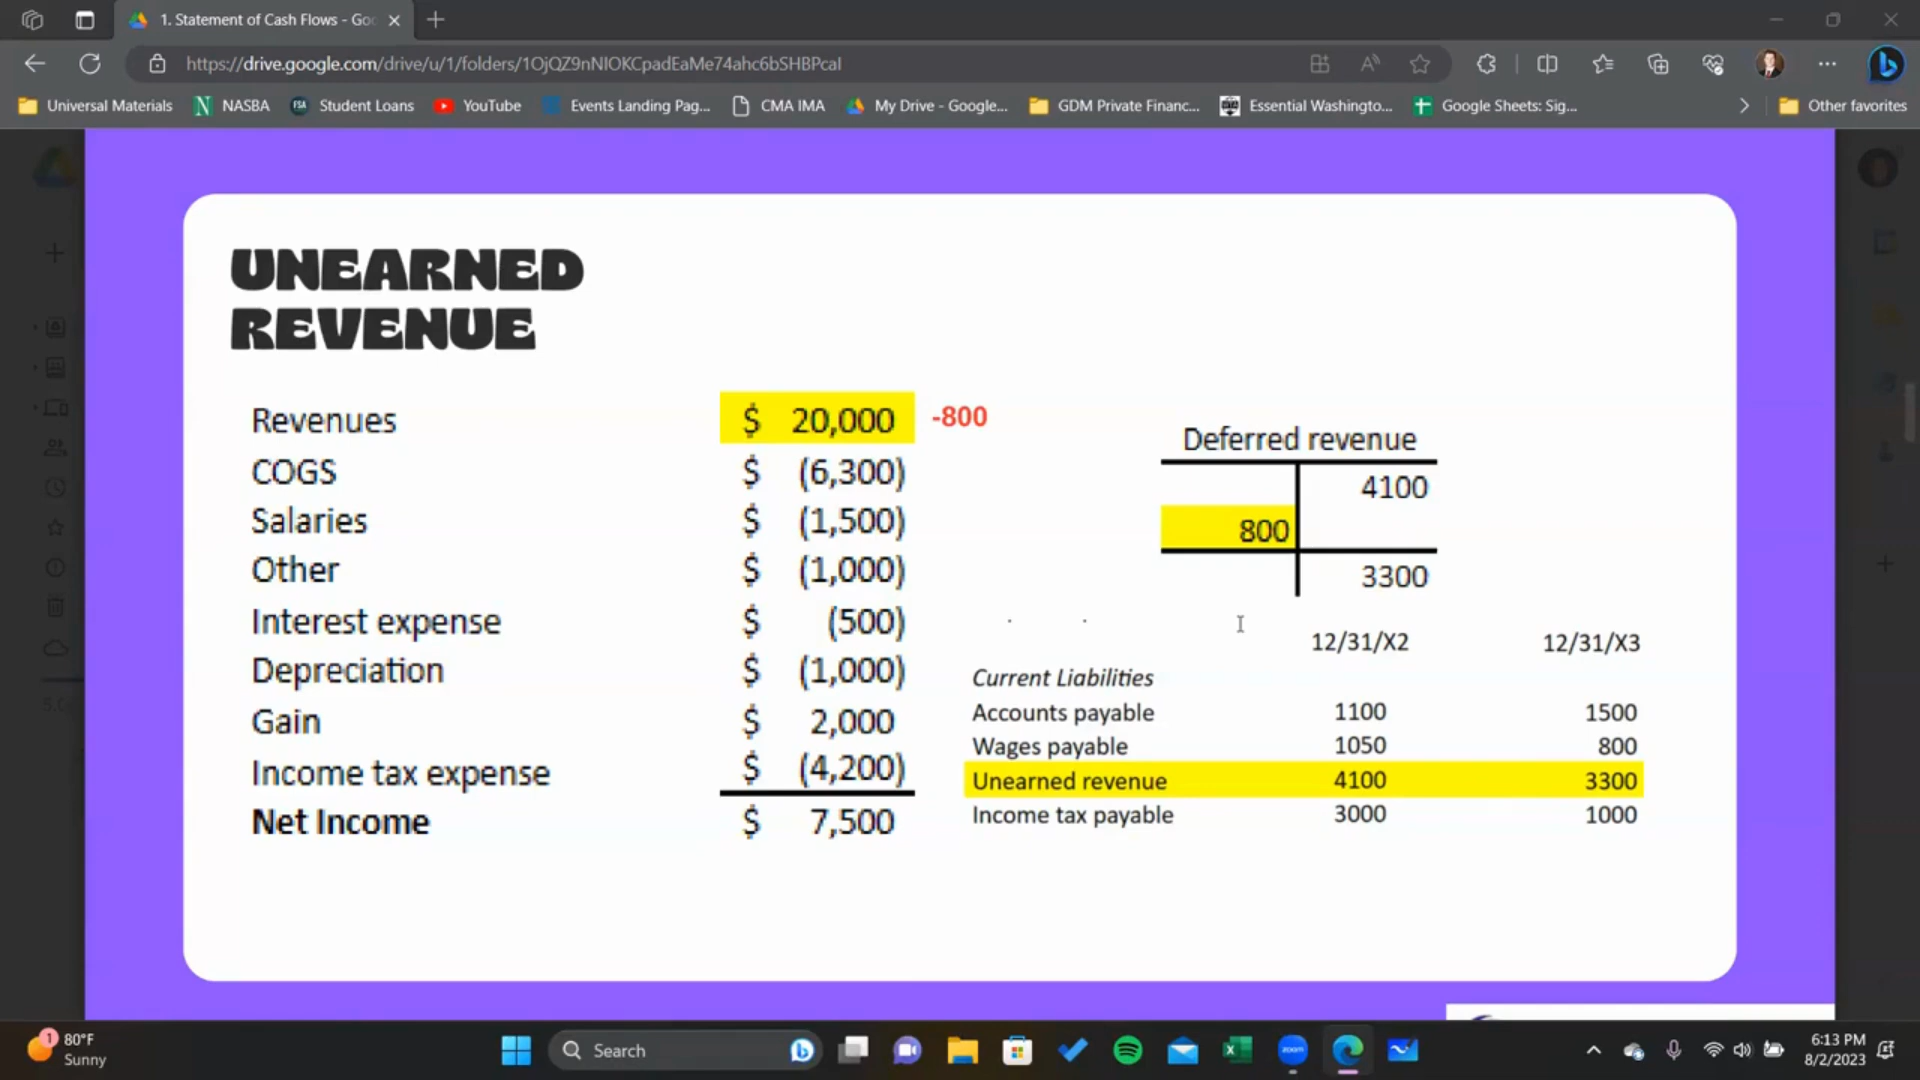 1. Statement of Cash Flows - Goo
https://drive.google.com/drive/u/1/folders/1OjQZ9nNlOKCpadEaMe74ahc6bSHBPcaI
Universal Materials NASBA Student Loans YouTube Events Landing Pag... CMA IMA My Drive - Google... GDM Private Financ... Essential Washingto... Google Sheets: Sig... Other favorites
UNEARNED
REVENUE
Revenues $ 20,000 -800
COGS $ (6,300)
Salaries $ (1,500)
Other $ (1,000)
Interest expense $ (500)
Depreciation $ (1,000)
Gain $ 2,000
Income tax expense $ (4,200)
Net Income $ 7,500
Deferred revenue
4100
800
3300
12/31/X2 12/31/X3
Current Liabilities
Accounts payable 1100 1500
Wages payable 1050 800
Unearned revenue 4100 3300
Income tax payable 3000 1000
1
80°F
Sunny
Search
zoom
6:13 PM
8/2/2023